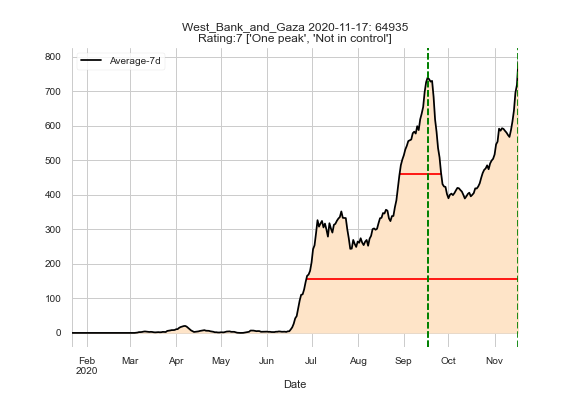 West_Bank_and_Gaza 2020-11-17: 64935
Rating:7 ['One peak', 'Not in control']
Average-7d
800
700
600
500
400
300
200
100
0
Feb Mar Apr May Jun Jul Aug Sep Oct Nov
2020
Date